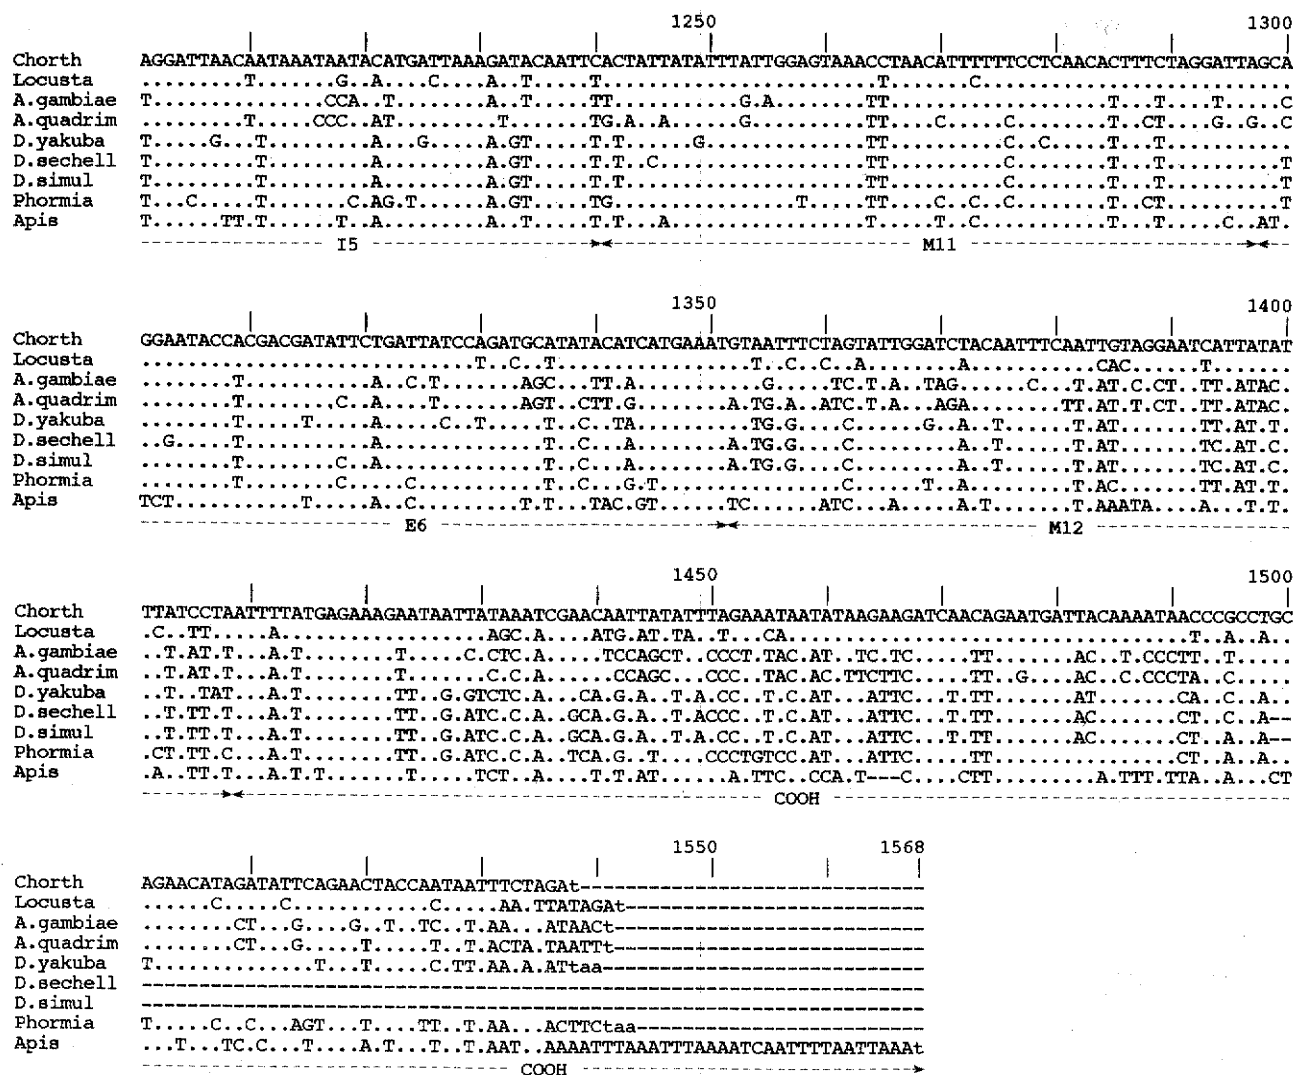 1250 1300
Chorth AGGATTAACAATAAATAATACATGATTAAAGATACAATTCACTATTATATTTATTGGAGTAAACCTAACATTTTTTCCTCAACACTTTCTAGGATTAGCA
Locusta .........T.......G..A....C....A..T.....T........................T.......C...........................
A.gambiae T...............CCA..T........A..T.....TT...........G.A........TT...................T...T....T.....C
A.quadrim T........T.....CCC..AT.........T.......TG.A..A......G..........TT....C.....C........T..CT....G..G..C
D.yakuba T.....G...T.........A...G.....A.GT.....T.T......G..............TT..........C..C.....T...T...........
D.sechell T.........T.........A.........A.GT.....T.T..C..................TT..........C........T...T..........T
D.simul T.........T.........A.........A.GT.....T.T.....................TT..........C........T...T..........T
Phormia T...C.....T.......C.AG.T......A.GT.....TG................T.....TT....C..C..C........T..CT..........T
Apis T......TT.T......T..A.........A..T.....T.T...A.................T.....T..C...........T...T.....C..AT.
I5 M11
1350 1400
Chorth GGAATACCACGACGATATTCTGATTATCCAGATGCATATACATCATGAAATGTAATTTCTAGTATTGGATCTACAATTTCAATTGTAGGAATCATTATAT
Locusta .............................T..C..T.................T..C..C..A........A...........CAC......T.......
A.gambiae ........T...........A..C.T.......AGC...TT.A...........G.....TC.T.A..TAG......C...T.AT.C.CT..TT.ATAC.
A.quadrim ........T........C..A....T.......AGT..CTT.G........A.TG.A..ATC.T.A...AGA.........TT.AT.T.CT..TT.ATAC.
D.yakuba ........T.....T...........C..T.....T..C..TA.........TG.G....C......G..A..T......T.AT.......TT.AT.T.
D.sechell ..G.....T...........A..............T..C...A........A.TG.G....C.........A..T......T.AT.......TC.AT.C.
D.simul ........T........C..A..............T..C...A........A.TG.G....C.........A..T......T.AT.......TC.AT.C.
Phormia ........T........C.....C...........T..C...G.T................C......T..A.........T.AC.......TT.AT.T.
Apis TCT...........T.....A..C.........T.T...TAC.GT......TC.......ATC...A.....A.T.......T.AAATA....A...T.T.
E6 M12
1450 1500
Chorth TTATCCTAATTTTATGAGAAAGAATAATTATAAATCGAACAATTATATTTAGAAATAATATAAGAAGATCAACAGAATGATTACAAAATAACCCGCCTGC
Locusta .C..TT.....A..................AGC.A....ATG.AT.TA..T...CA...................................T..A..A..
A.gambiae ..T.AT.T...A.T........T.....C.CTC.A.....TCCAGCT..CCCT.TAC.AT...TC.TC.....TT.......AC..T.CCCTT..T.....
A.quadrim ..T.AT.T...A.T........T.......C.C.A......CCAGC...CCC..TAC.AC.TTCTTC......TT...G...AC..C.CCCTA..C.....
D.yakuba ..T..TAT...A.T........TT..G.GTCTC.A...CA.G.A..T.A.CC..T.C.AT...ATTC....T.TT.......AT.......CA..C..A..
D.sechell ..T.TT.T...A.T........TT..G.ATC.C.A..GCA.G.A..T.ACCC..T.C.AT...ATTC....T.TT.......AC.......CT..C..A--
D.simul ..T.TT.T...A.T........TT..G.ATC.C.A..GCA.G.A..T.A.CC..T.C.AT...ATTC....T.TT.......AC.......CT..A..A--
Phormia .CT.TT.C...A.T........TT..G.ATC.C.A..TCA.G..T....CCCTGTCC.AT...ATTC......TT................CT..A..A..
Apis .A..TT.T...A.T.T.......T.....TCT..A....T.T.AT......A.TTC..CCA.T---C....CTT..........A.TTT.TTA..A...CT
COOH
1550 1568
Chorth AGAACATAGATATTCAGAACTACCAATAATTTCTAGAt------------------------------
Locusta ......C.....C............C.....AA.TTATAGAt--------------------------
A.gambiae ........CT...G....G..T..TC..T.AA...ATAACt---------------------------
A.quadrim ........CT...G.....T.....T..T.ACTA.TAATTt---------------------------
D.yakuba T..............T...T.....C.TT.AA.A.ATtaa----------------------------
D.sechell --------------------------------------------------------------------
D.simul --------------------------------------------------------------------
Phormia T.....C..C...AGT...T....TT..T.AA...ACTTCtaa-------------------------
Apis ...T...TC.C...T....A.T...T..T.AAT..AAAATTTAAATTTAAAATCAATTTTAATTAAAt
COOH